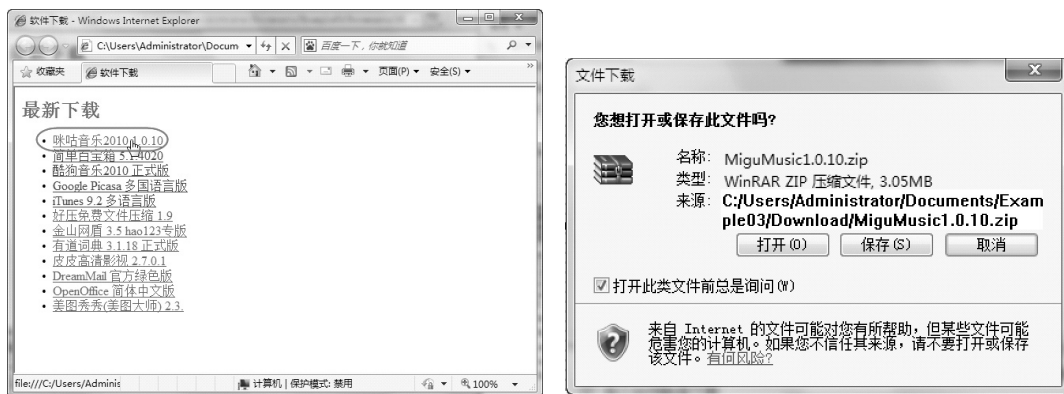 软件下载 - Windows Internet Explorer
C:\Users\Administrator\Docum
百度一下，你就知道
收藏夹
软件下载
页面(P)
安全(S)
»
最新下载
• 咪咕音乐2010 1.0.10
• 简单百宝箱 5.1.4020
• 酷狗音乐2010 正式版
• Google Picasa 多国语言版
• iTunes 9.2 多语言版
• 好压免费文件压缩 1.9
• 金山网盾 3.5 hao123专版
• 有道词典 3.1.18 正式版
• 皮皮高清影视 2.7.0.1
• DreamMail 官方绿色版
• OpenOffice 简体中文版
• 美图秀秀(美图大师) 2.3.
file:///C:/Users/Adminis
计算机 | 保护模式: 禁用
100%
文件下载
您想打开或保存此文件吗?
名称: MiguMusic1.0.10.zip
类型: WinRAR ZIP 压缩文件, 3.05MB
来源: C:/Users/Administrator/Documents/Exam
ple03/Download/MiguMusic1.0.10.zip
打开(O)
保存(S)
取消
打开此类文件前总是询问(W)
来自 Internet 的文件可能对您有所帮助，但某些文件可能
危害您的计算机。如果您不信任其来源，请不要打开或保存
该文件。有何风险?